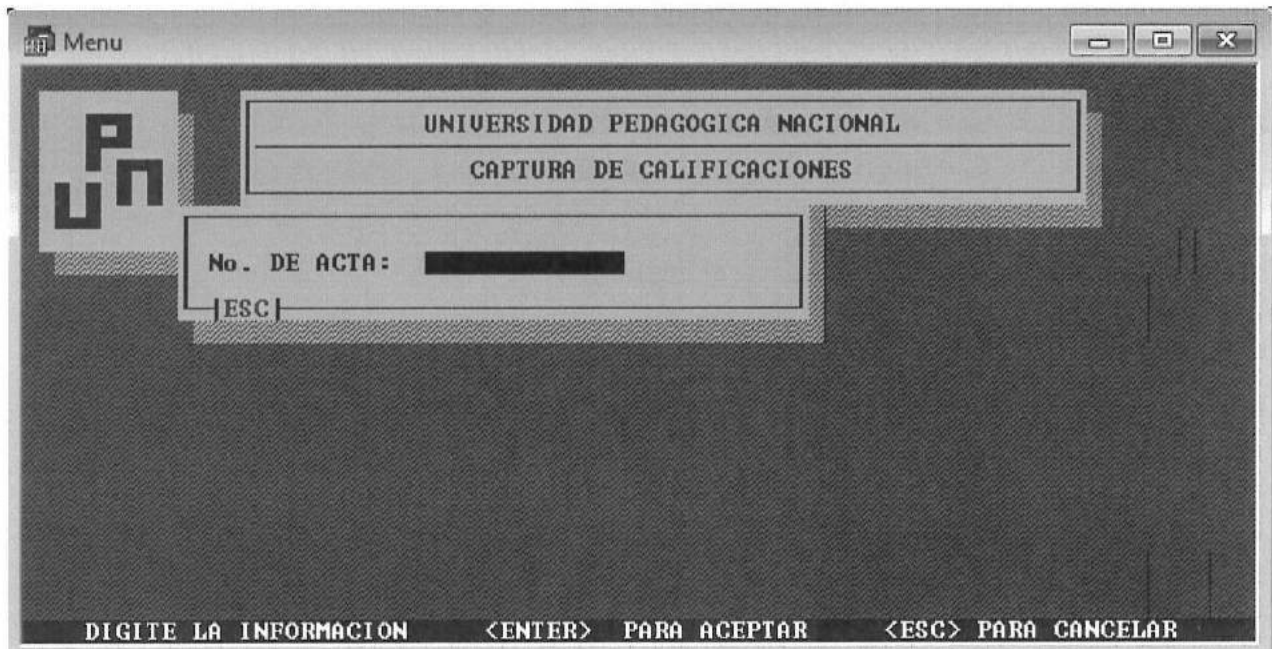 Menu
UPN
UNIVERSIDAD PEDAGOGICA NACIONAL
CAPTURA DE CALIFICACIONES
No. DE ACTA:
|ESC|
DIGITE LA INFORMACION <ENTER> PARA ACEPTAR <ESC> PARA CANCELAR